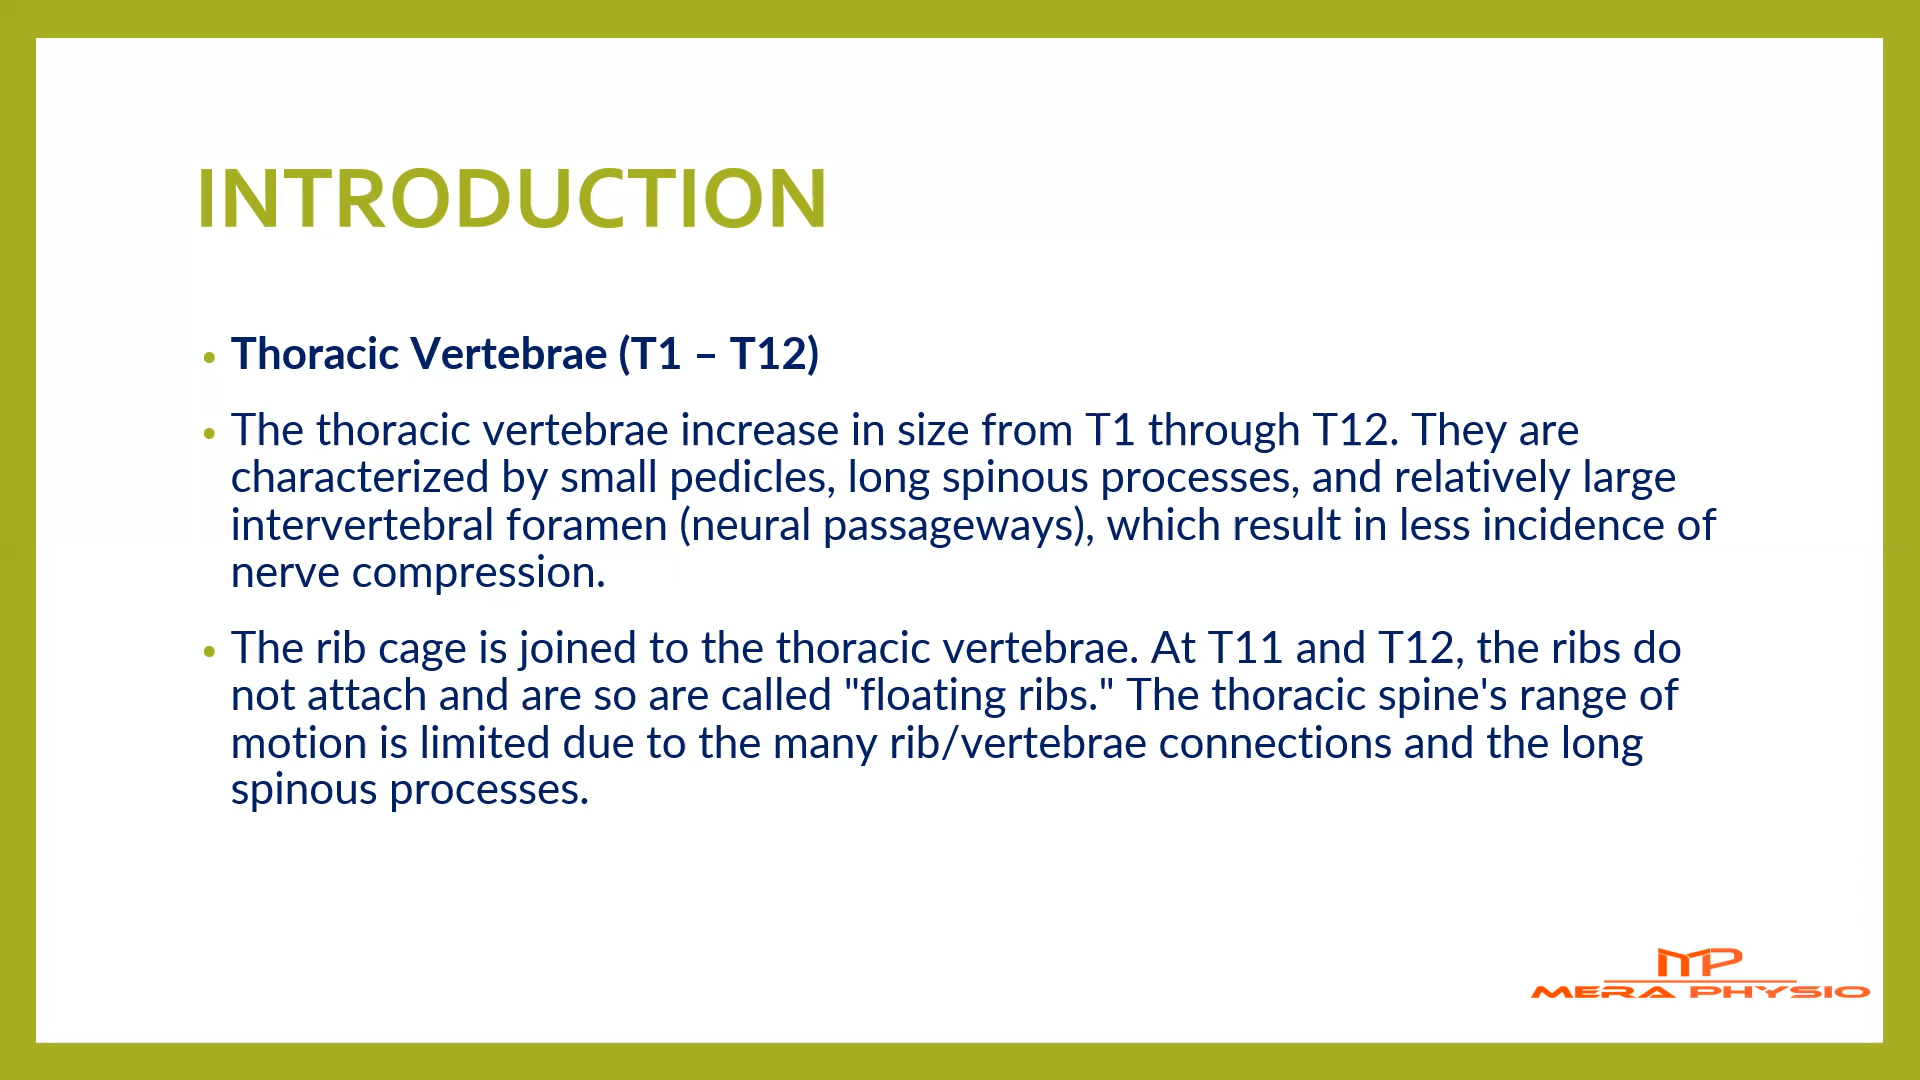 INTRODUCTION
• Thoracic Vertebrae (T1 – T12)
• The thoracic vertebrae increase in size from T1 through T12. They are
characterized by small pedicles, long spinous processes, and relatively large
intervertebral foramen (neural passageways), which result in less incidence of
nerve compression.
• The rib cage is joined to the thoracic vertebrae. At T11 and T12, the ribs do
not attach and are so are called "floating ribs." The thoracic spine's range of
motion is limited due to the many rib/vertebrae connections and the long
spinous processes.
MP
MERA PHYSIO